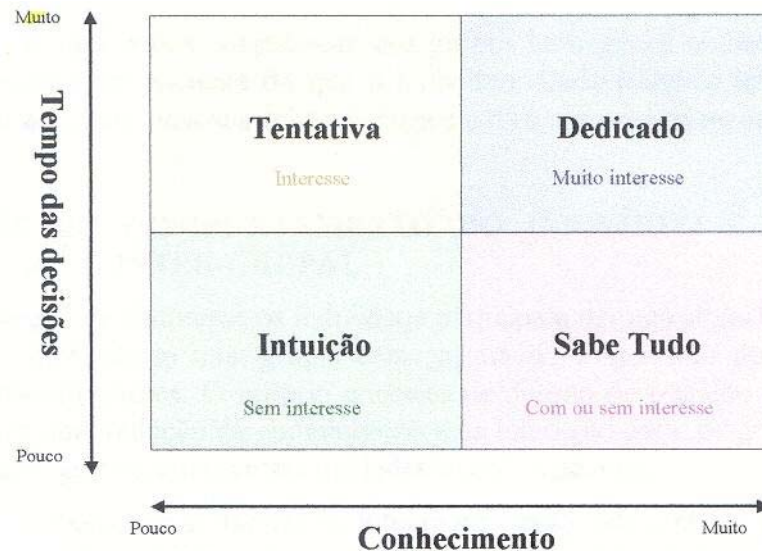 Muito
Tempo das decisões
Tentativa
Dedicado
Interesse
Muito interesse
Intuição
Sabe Tudo
Sem interesse
Com ou sem interesse
Pouco
Pouco
Muito
Conhecimento